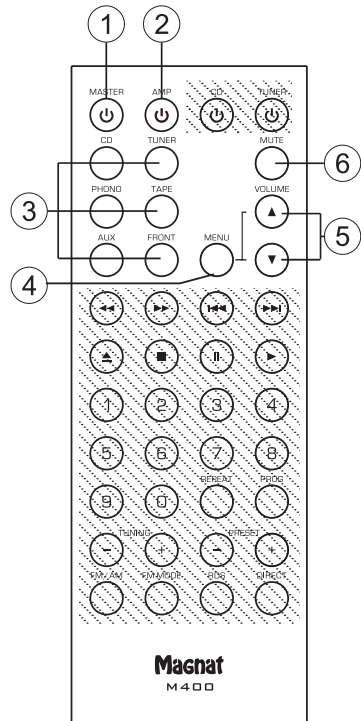 1 2
MASTER AMP CD TUNER
CD TUNER MUTE
6
PHONO TAPE VOLUME
3 5
AUX FRONT MENU
4
1 2 3 4
5 6 7 8
REPEAT PROG
9 0
TUNING PRESET
- + - +
FM/AM FM MODE RDS DIRECT
Magnat
M400